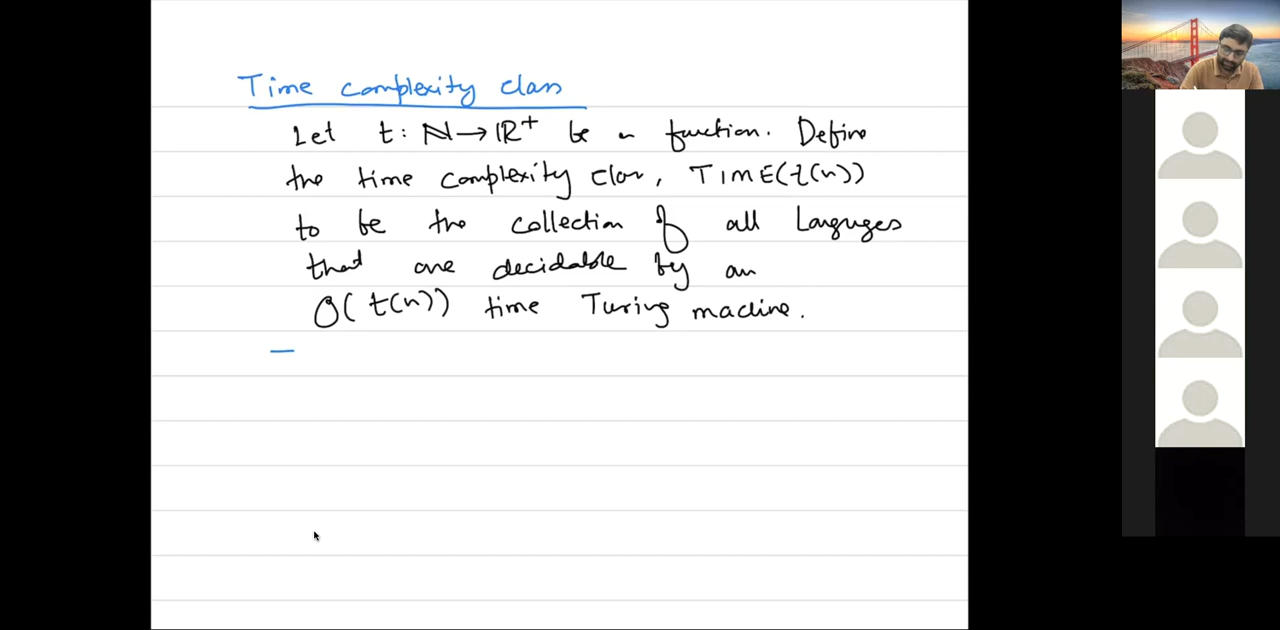 Time complexity class
Let t: ℕ → ℝ⁺ be a function. Define
the time complexity class, TIME(t(n))
to be the collection of all Languges
that are decidable by an
O(t(n)) time Turing machine.